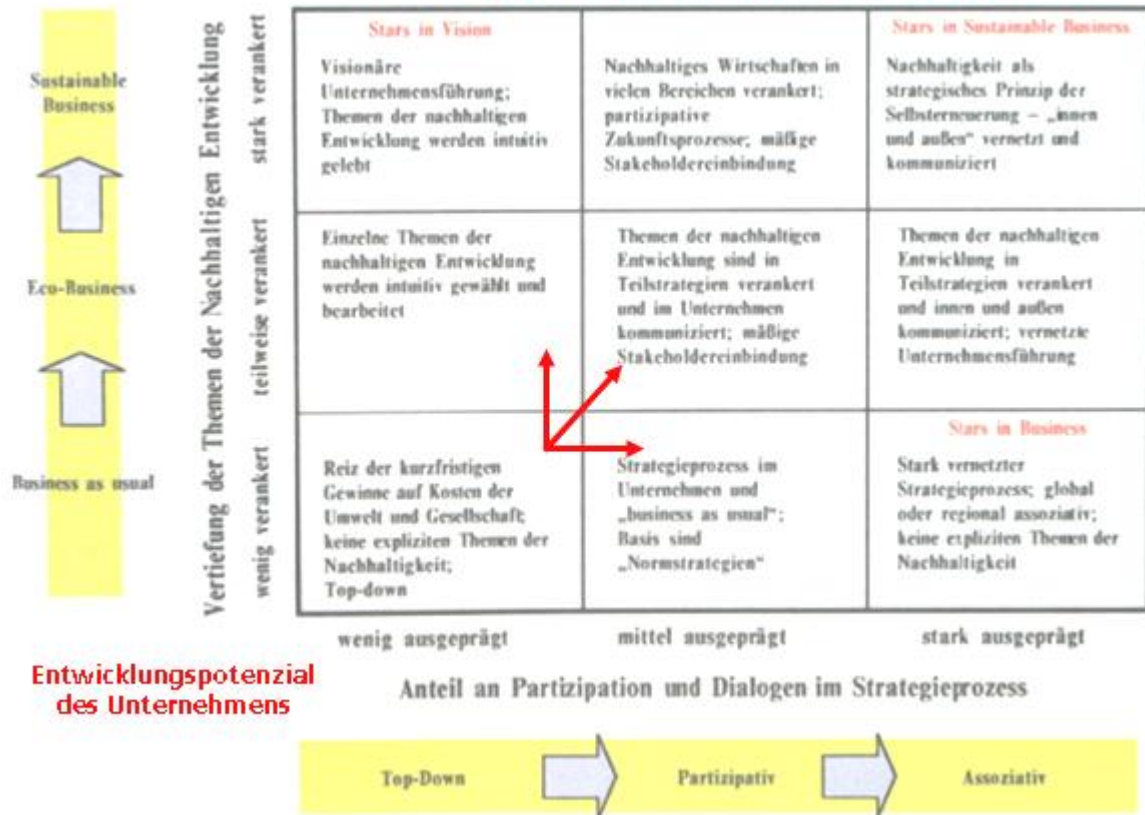 Sustainable
Business
Eco-Business
Business as usual
Vertiefung der Themen der Nachhaltigen Entwicklung
stark verankert
teilweise verankert
wenig verankert
Stars in Vision
Visionäre
Unternehmensführung;
Themen der nachhaltigen
Entwicklung werden intuitiv
gelebt
Nachhaltiges Wirtschaften in
vielen Bereichen verankert;
partizipative
Zukunftsprozesse; mäßige
Stakeholdereinbindung
Stars in Sustainable Business
Nachhaltigkeit als
strategisches Prinzip der
Selbsterneuerung – „innen
und außen" vernetzt und
kommuniziert
Einzelne Themen der
nachhaltigen Entwicklung
werden intuitiv gewählt und
bearbeitet
Themen der nachhaltigen
Entwicklung sind in
Teilstrategien verankert
und im Unternehmen
kommuniziert; mäßige
Stakeholdereinbindung
Themen der nachhaltigen
Entwicklung in
Teilstrategien verankert
und innen und außen
kommuniziert; vernetzte
Unternehmensführung
Reiz der kurzfristigen
Gewinne auf Kosten der
Umwelt und Gesellschaft;
keine expliziten Themen der
Nachhaltigkeit;
Top-down
Strategieprozess im
Unternehmen und
„business as usual";
Basis sind
„Normstrategien"
Stars in Business
Stark vernetzter
Strategieprozess; global
oder regional assoziativ;
keine expliziten Themen der
Nachhaltigkeit
wenig ausgeprägt
mittel ausgeprägt
stark ausgeprägt
Entwicklungspotenzial
des Unternehmens
Anteil an Partizipation und Dialogen im Strategieprozess
Top-Down
Partizipativ
Assoziativ